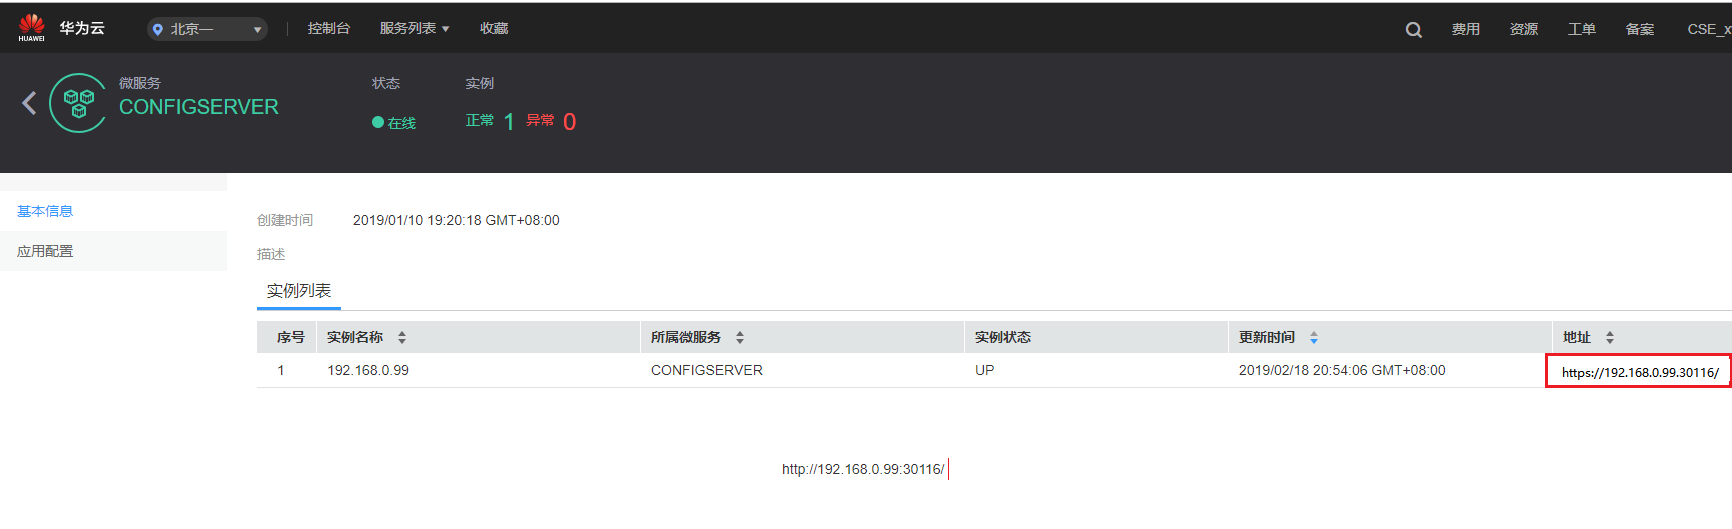 HUAWEI 华为云 北京一 控制台 服务列表 收藏 费用 资源 工单 备案 CSE_x
微服务 状态 实例
CONFIGSERVER 在线 正常 1 异常 0
基本信息
应用配置
创建时间 2019/01/10 19:20:18 GMT+08:00
描述
实例列表
序号 实例名称 所属微服务 实例状态 更新时间 地址
1 192.168.0.99 CONFIGSERVER UP 2019/02/18 20:54:06 GMT+08:00 https://192.168.0.99.30116/
http://192.168.0.99:30116/